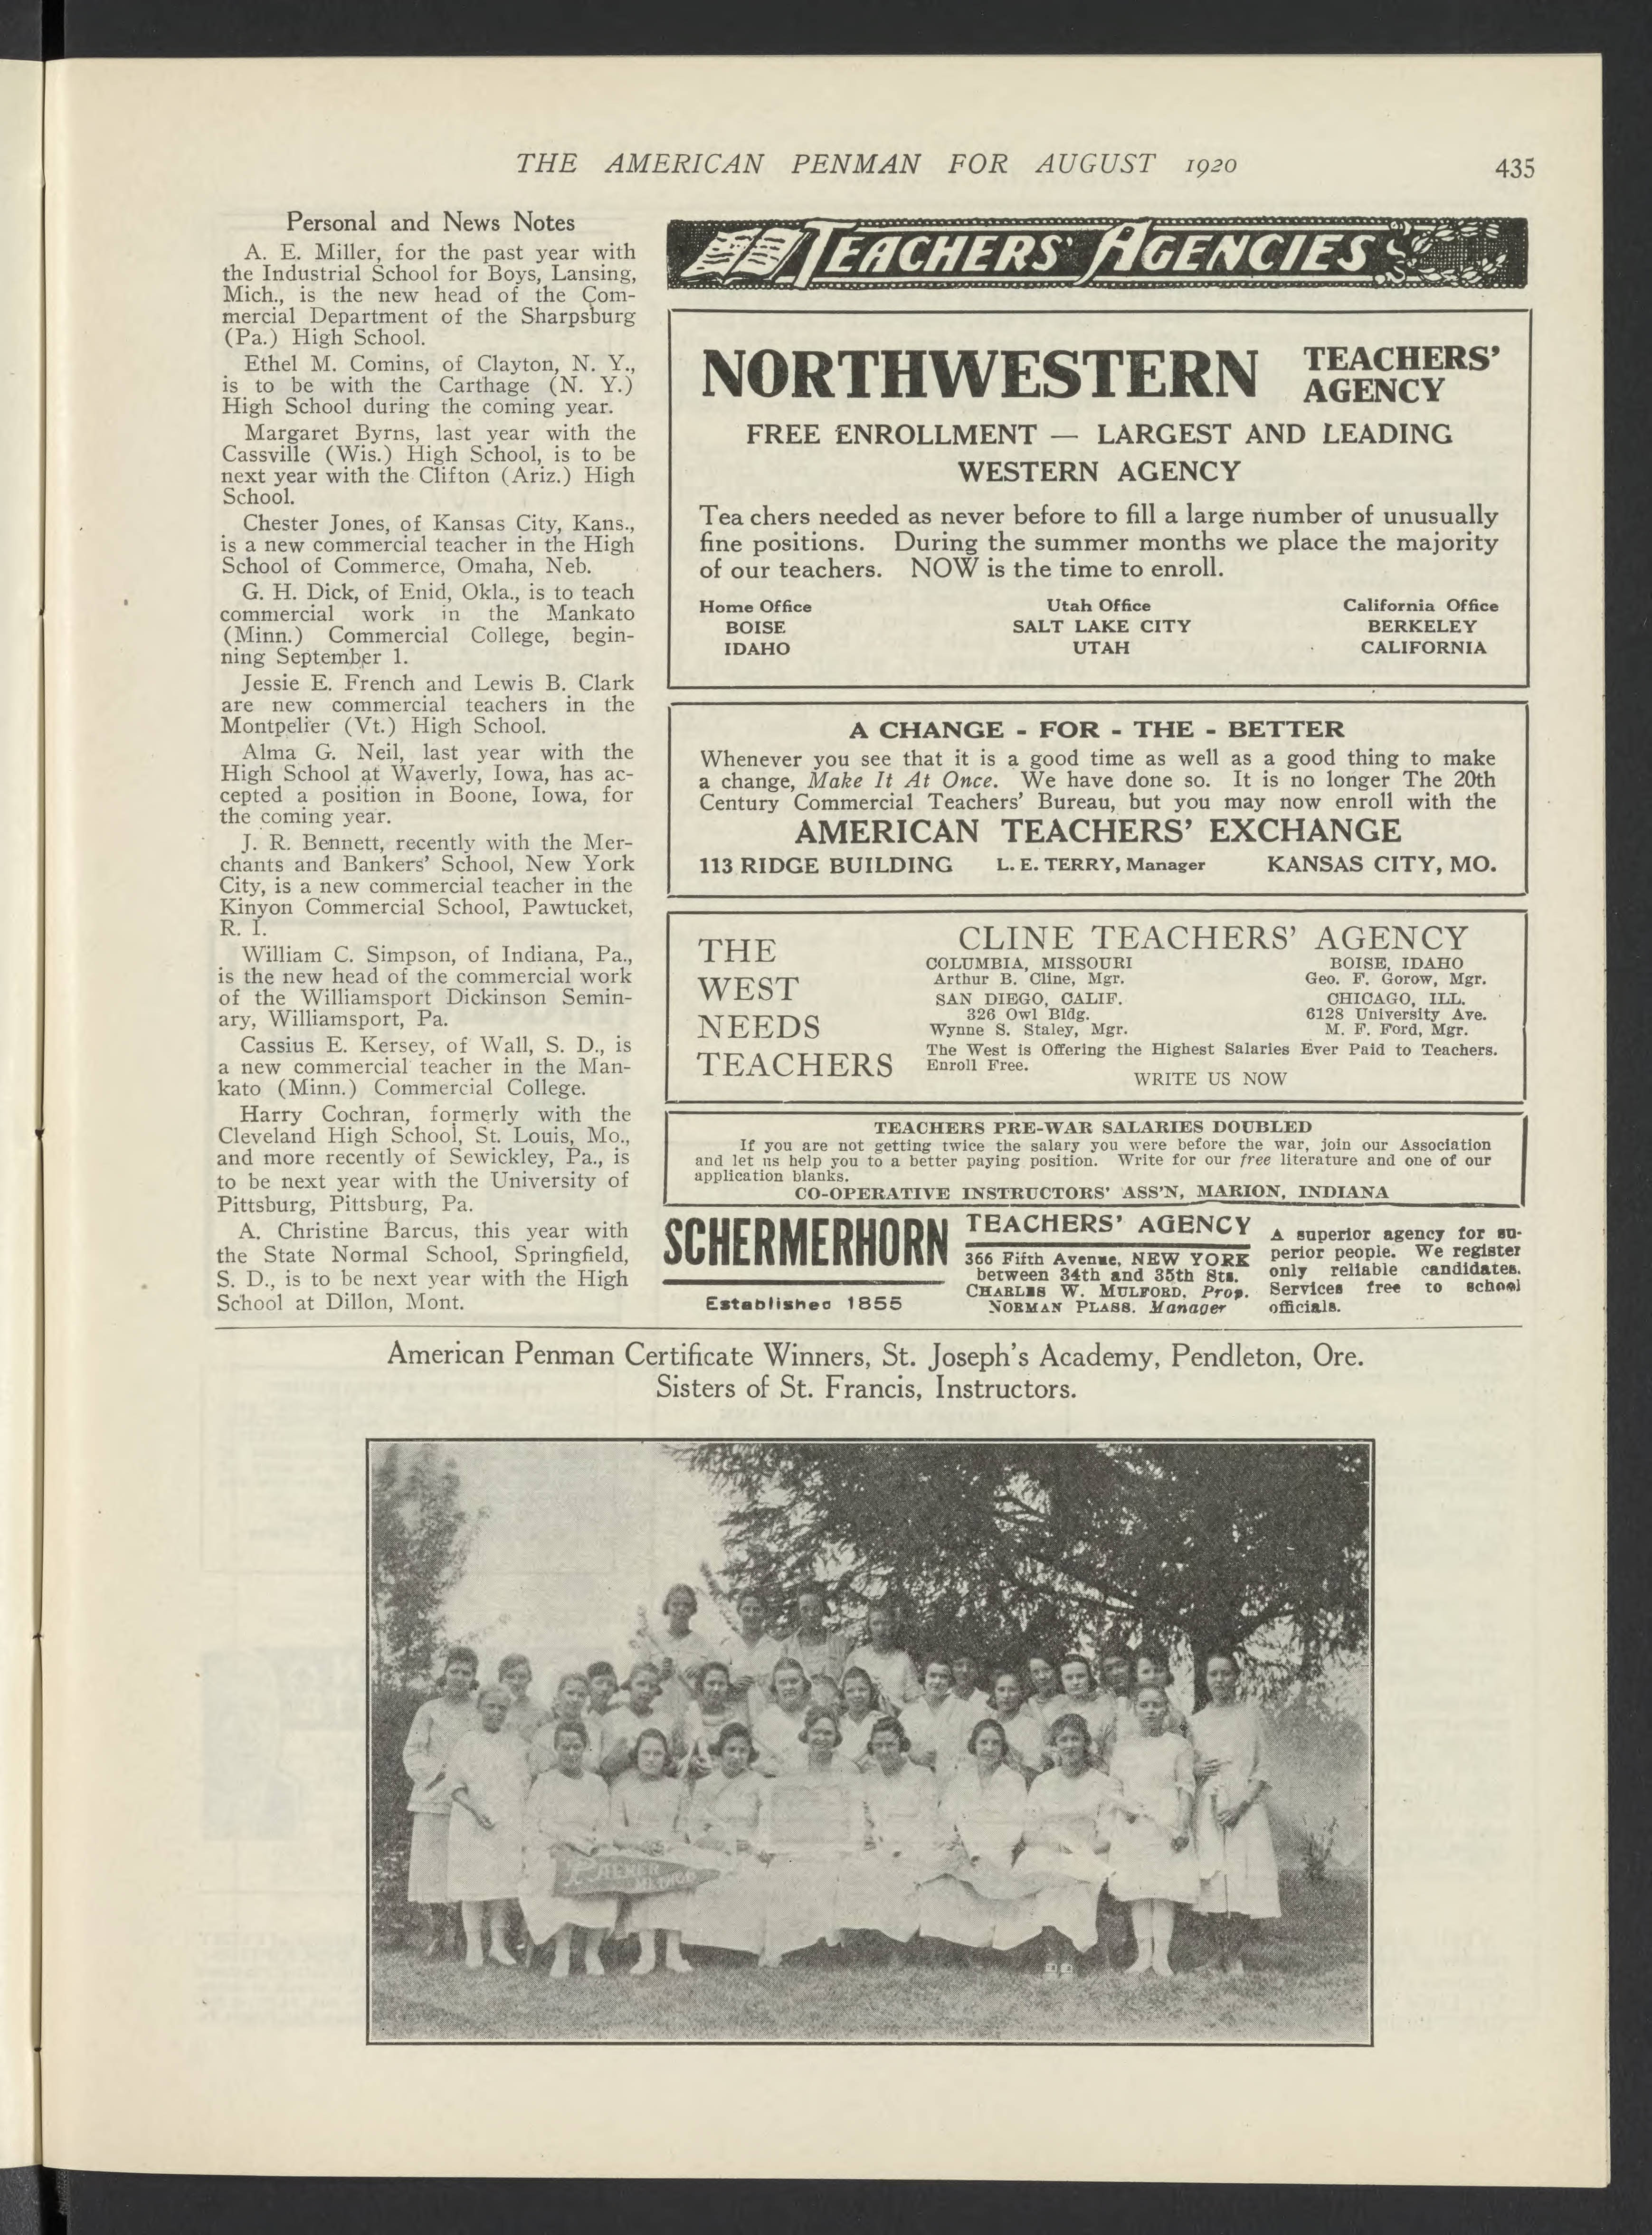 THE AMERICAN PENMAN FOR AUGUST 1920
435
Personal and News Notes
A. E. Miller, for the past year with
the Industrial School for Boys, Lansing,
Mich., is the new head of the Com-
mercial Department of the Sharpsburg
(Pa.) High School.
Ethel M. Comins, of Clayton, N. Y.,
is to be with the Carthage (N. Y.)
High School during the coming year.
Margaret Byrns, last year with the
Cassville (Wis.) High School, is to be
next year with the Clifton (Ariz.) High
School.
Chester Jones, of Kansas City, Kans.,
is a new commercial teacher in the High
School of Commerce, Omaha, Neb.
G. H. Dick, of Enid, Okla., is to teach
commercial work in the Mankato
(Minn.) Commercial College, begin-
ning September 1.
Jessie E. French and Lewis B. Clark
are new commercial teachers in the
Montpelier (Vt.) High School.
Alma G. Neil, last year with the
High School at Waverly, Iowa, has ac-
cepted a position in Boone, Iowa, for
the coming year.
J. R. Bennett, recently with the Mer-
chants and Bankers' School, New York
City, is a new commercial teacher in the
Kinyon Commercial School, Pawtucket,
R. I.
William C. Simpson, of Indiana, Pa.,
is the new head of the commercial work
of the Williamsport Dickinson Semin-
ary, Williamsport, Pa.
Cassius E. Kersey, of Wall, S. D., is
a new commercial teacher in the Man-
kato (Minn.) Commercial College.
Harry Cochran, formerly with the
Cleveland High School, St. Louis, Mo.,
and more recently of Sewickley, Pa., is
to be next year with the University of
Pittsburg, Pittsburg, Pa.
A. Christine Barcus, this year with
the State Normal School, Springfield,
S. D., is to be next year with the High
School at Dillon, Mont.
TEACHERS' AGENCIES
NORTHWESTERN TEACHERS'
AGENCY
FREE ENROLLMENT — LARGEST AND LEADING
WESTERN AGENCY
Tea chers needed as never before to fill a large number of unusually
fine positions. During the summer months we place the majority
of our teachers. NOW is the time to enroll.
Home Office
BOISE
IDAHO
Utah Office
SALT LAKE CITY
UTAH
California Office
BERKELEY
CALIFORNIA
A CHANGE - FOR - THE - BETTER
Whenever you see that it is a good time as well as a good thing to make
a change, Make It At Once. We have done so. It is no longer The 20th
Century Commercial Teachers' Bureau, but you may now enroll with the
AMERICAN TEACHERS' EXCHANGE
113 RIDGE BUILDING L. E. TERRY, Manager KANSAS CITY, MO.
THE
WEST
NEEDS
TEACHERS
CLINE TEACHERS' AGENCY
COLUMBIA, MISSOURI
Arthur B. Cline, Mgr.
SAN DIEGO, CALIF.
326 Owl Bldg.
Wynne S. Staley, Mgr.
BOISE, IDAHO
Geo. F. Gorow, Mgr.
CHICAGO, ILL.
6128 University Ave.
M. F. Ford, Mgr.
The West is Offering the Highest Salaries Ever Paid to Teachers.
Enroll Free.
WRITE US NOW
TEACHERS PRE-WAR SALARIES DOUBLED
If you are not getting twice the salary you were before the war, join our Association
and let us help you to a better paying position. Write for our free literature and one of our
application blanks.
CO-OPERATIVE INSTRUCTORS' ASS'N, MARION, INDIANA
SCHERMERHORN
Established 1855
TEACHERS' AGENCY
366 Fifth Avenue, NEW YORK
between 34th and 35th Sts.
CHARLES W. MULFORD, Prop.
NORMAN PLASS, Manager
A superior agency for su-
perior people. We register
only reliable candidates.
Services free to school
officials.
American Penman Certificate Winners, St. Joseph's Academy, Pendleton, Ore.
Sisters of St. Francis, Instructors.
PALMER